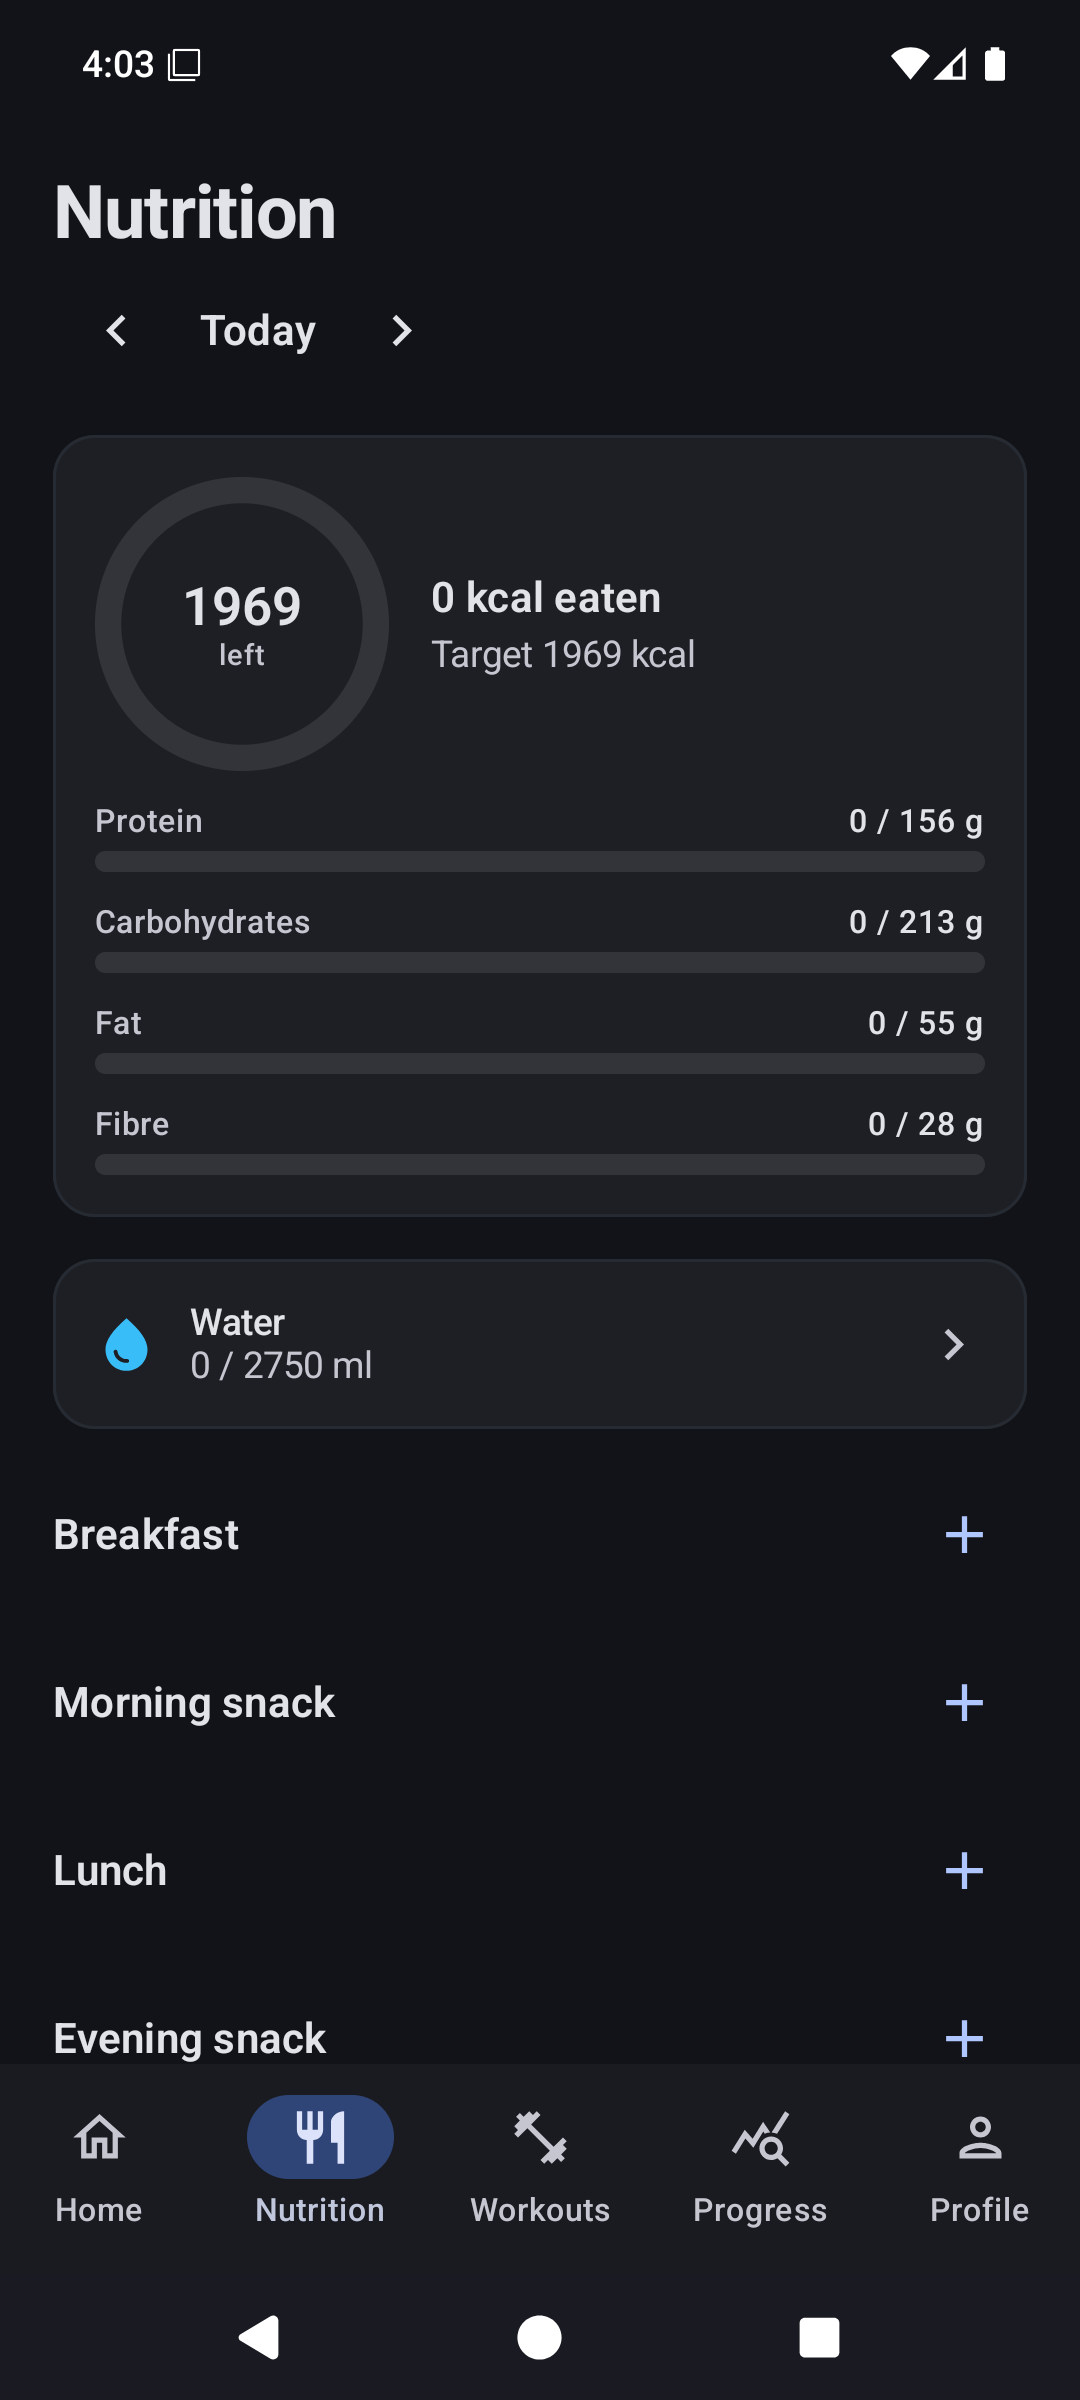 4:03
Nutrition
Today
1969
left
0 kcal eaten
Target 1969 kcal
Protein 0 / 156 g
Carbohydrates 0 / 213 g
Fat 0 / 55 g
Fibre 0 / 28 g
Water
0 / 2750 ml
Breakfast
Morning snack
Lunch
Evening snack
Home Nutrition Workouts Progress Profile